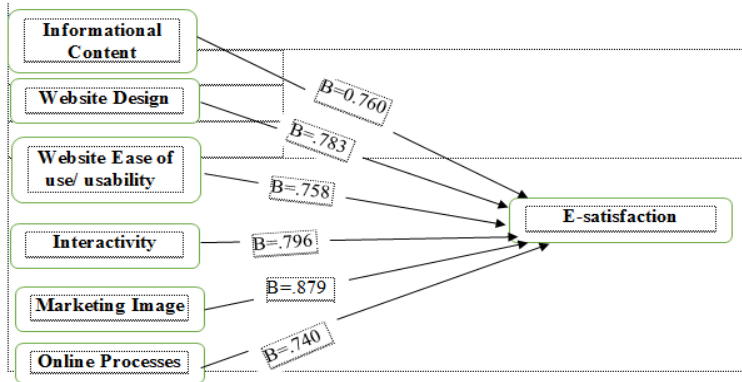 Informational
Content
B=0.760
Website Design
B=.783
Website Ease of
use/ usability
B=.758
E-satisfaction
Interactivity
B=.796
Marketing Image
B=.879
Online Processes
B=.740